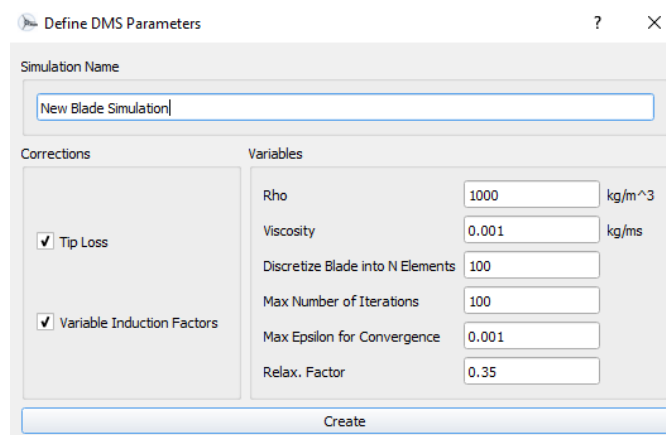 Define DMS Parameters ? ×
Simulation Name
New Blade Simulation
Corrections Variables
Rho 1000 kg/m^3
Viscosity 0.001 kg/ms
Tip Loss
Discretize Blade into N Elements 100
Max Number of Iterations 100
Variable Induction Factors
Max Epsilon for Convergence 0.001
Relax. Factor 0.35
Create